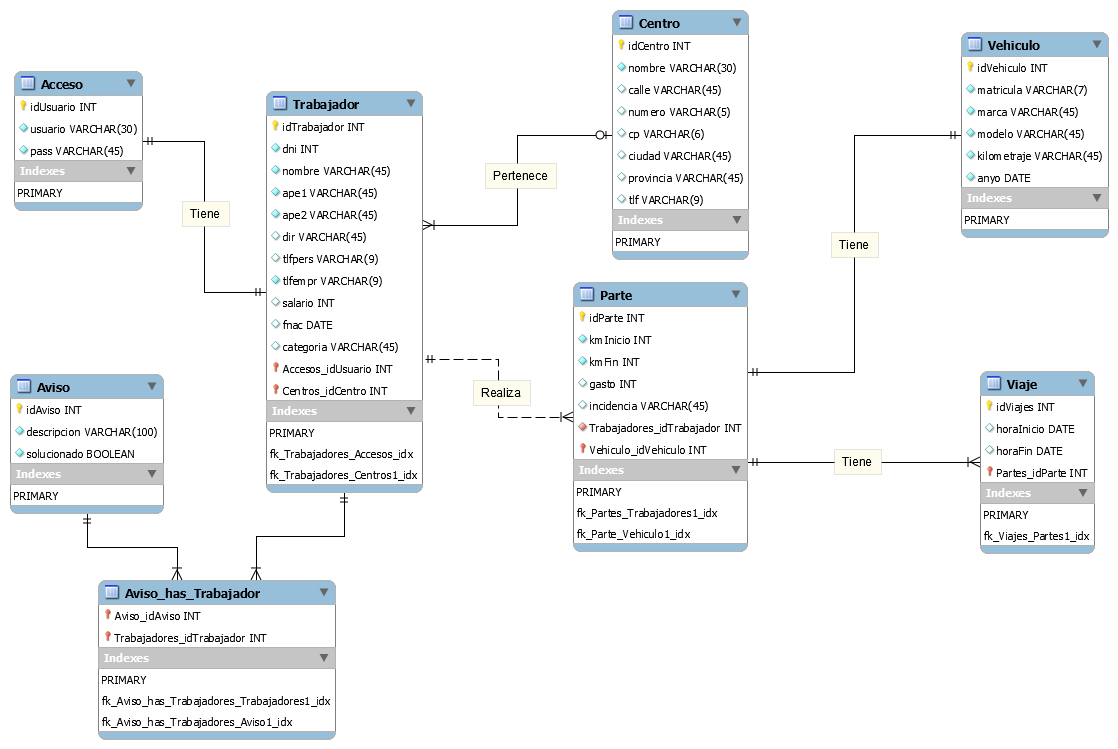 Acceso
idUsuario INT
usuario VARCHAR(30)
pass VARCHAR(45)
Indexes
PRIMARY
Tiene
Trabajador
idTrabajador INT
dni INT
nombre VARCHAR(45)
ape1 VARCHAR(45)
ape2 VARCHAR(45)
dir VARCHAR(45)
tlfpers VARCHAR(9)
tlfempr VARCHAR(9)
salario INT
fnac DATE
categoria VARCHAR(45)
Accesos_idUsuario INT
Centros_idCentro INT
Indexes
PRIMARY
fk_Trabajadores_Accesos_idx
fk_Trabajadores_Centros1_idx
Pertenece
Centro
idCentro INT
nombre VARCHAR(30)
calle VARCHAR(45)
numero VARCHAR(5)
cp VARCHAR(6)
ciudad VARCHAR(45)
provincia VARCHAR(45)
tlf VARCHAR(9)
Indexes
PRIMARY
Vehiculo
idVehiculo INT
matricula VARCHAR(7)
marca VARCHAR(45)
modelo VARCHAR(45)
kilometraje VARCHAR(45)
anyo DATE
Indexes
PRIMARY
Tiene
Realiza
Parte
idParte INT
kmInicio INT
kmFin INT
gasto INT
incidencia VARCHAR(45)
Trabajadores_idTrabajador INT
Vehiculo_idVehiculo INT
Indexes
PRIMARY
fk_Partes_Trabajadores1_idx
fk_Parte_Vehiculo1_idx
Tiene
Viaje
idViajes INT
horaInicio DATE
horaFin DATE
Partes_idParte INT
Indexes
PRIMARY
fk_Viajes_Partes1_idx
Aviso
idAviso INT
descripcion VARCHAR(100)
solucionado BOOLEAN
Indexes
PRIMARY
Aviso_has_Trabajador
Aviso_idAviso INT
Trabajadores_idTrabajador INT
Indexes
PRIMARY
fk_Aviso_has_Trabajadores_Trabajadores1_idx
fk_Aviso_has_Trabajadores_Aviso1_idx